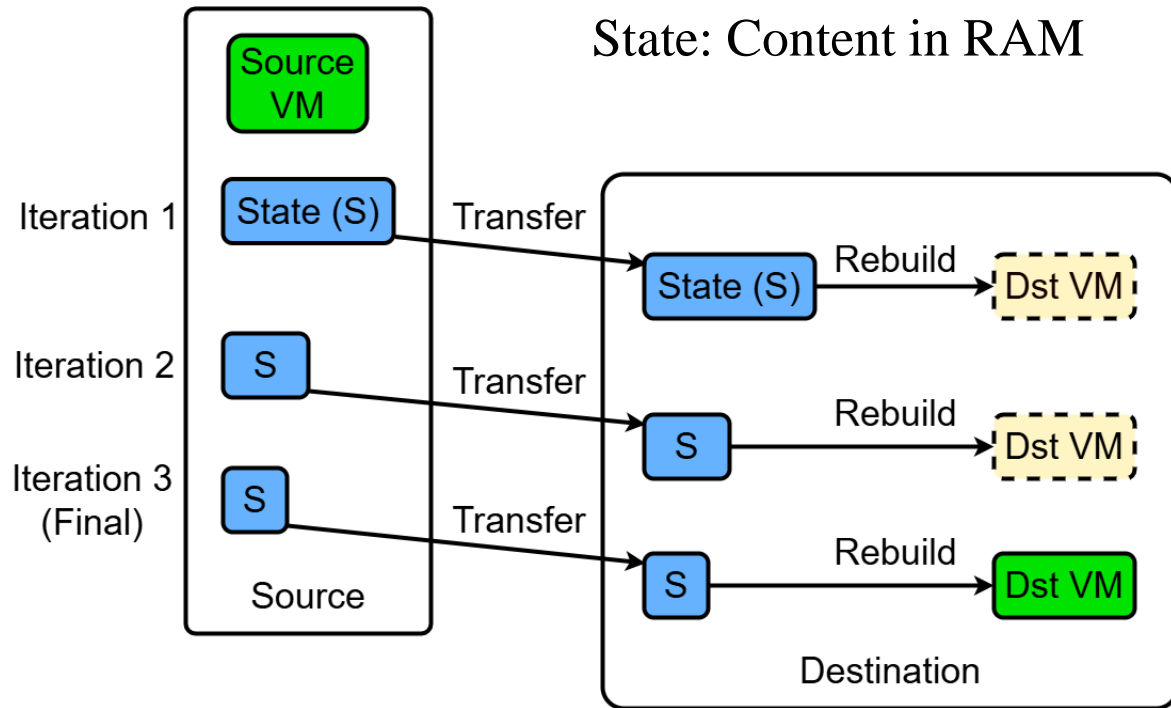 State: Content in RAM
Source
VM
Iteration 1
State (S)
Transfer
State (S)
Rebuild
Dst VM
Iteration 2
S
Transfer
S
Rebuild
Dst VM
Iteration 3
(Final)
S
Transfer
S
Rebuild
Dst VM
Source
Destination